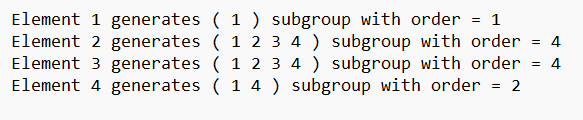 Element 1 generates ( 1 ) subgroup with order = 1
Element 2 generates ( 1 2 3 4 ) subgroup with order = 4
Element 3 generates ( 1 2 3 4 ) subgroup with order = 4
Element 4 generates ( 1 4 ) subgroup with order = 2